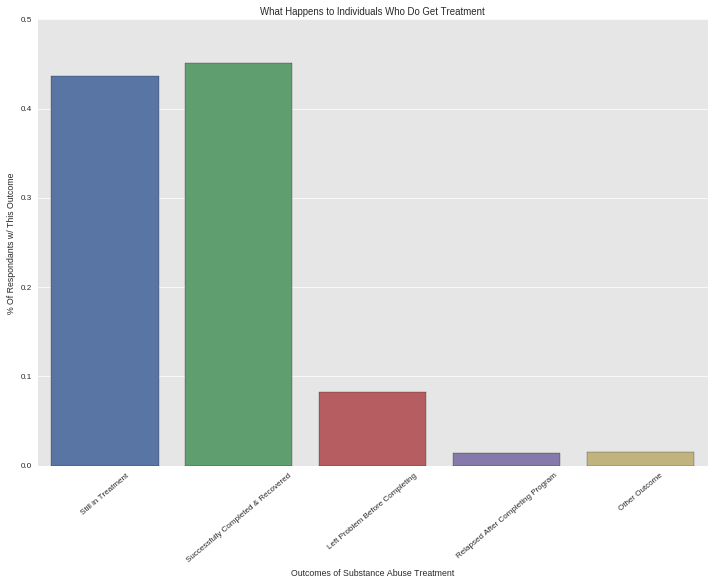 What Happens to Individuals Who Do Get Treatment
% Of Respondants w/ This Outcome
0.5
0.4
0.3
0.2
0.1
0.0
Still in Treatment
Successfully Completed & Recovered
Left Problem Before Completing
Relapsed After Completing Program
Other Outcome
Outcomes of Substance Abuse Treatment